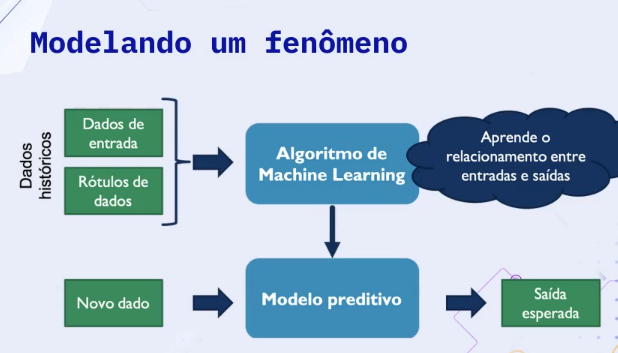 Modelando um fenômeno
Dados
históricos
Dados de
entrada
Rótulos de
dados
Algoritmo de
Machine Learning
Aprende o
relacionamento entre
entradas e saídas
Novo dado
Modelo preditivo
Saída
esperada